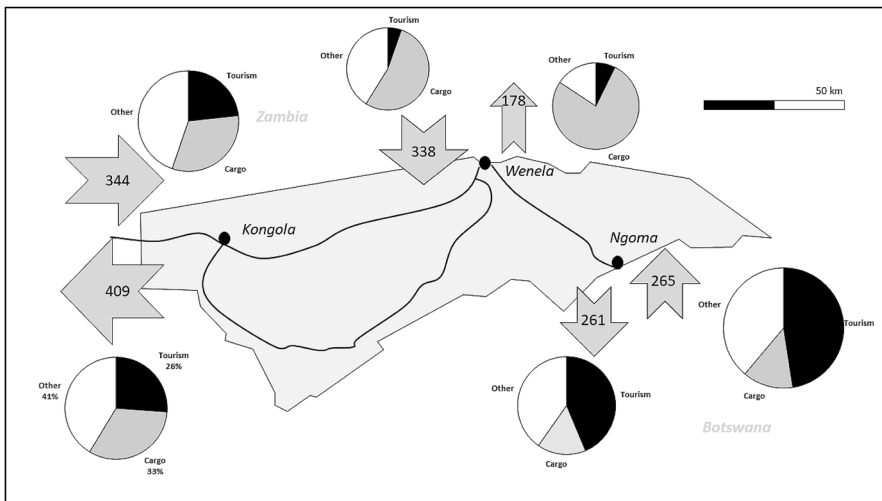 Tourism
Other
Cargo
Tourism
Other
Cargo
Tourism
Other
Cargo
50 km
Zambia
178
338
344
Wenela
Kongola
Ngoma
409
265
261
Other
Tourism
Cargo
Tourism
26%
Other
41%
Cargo
33%
Other
Tourism
Cargo
Botswana